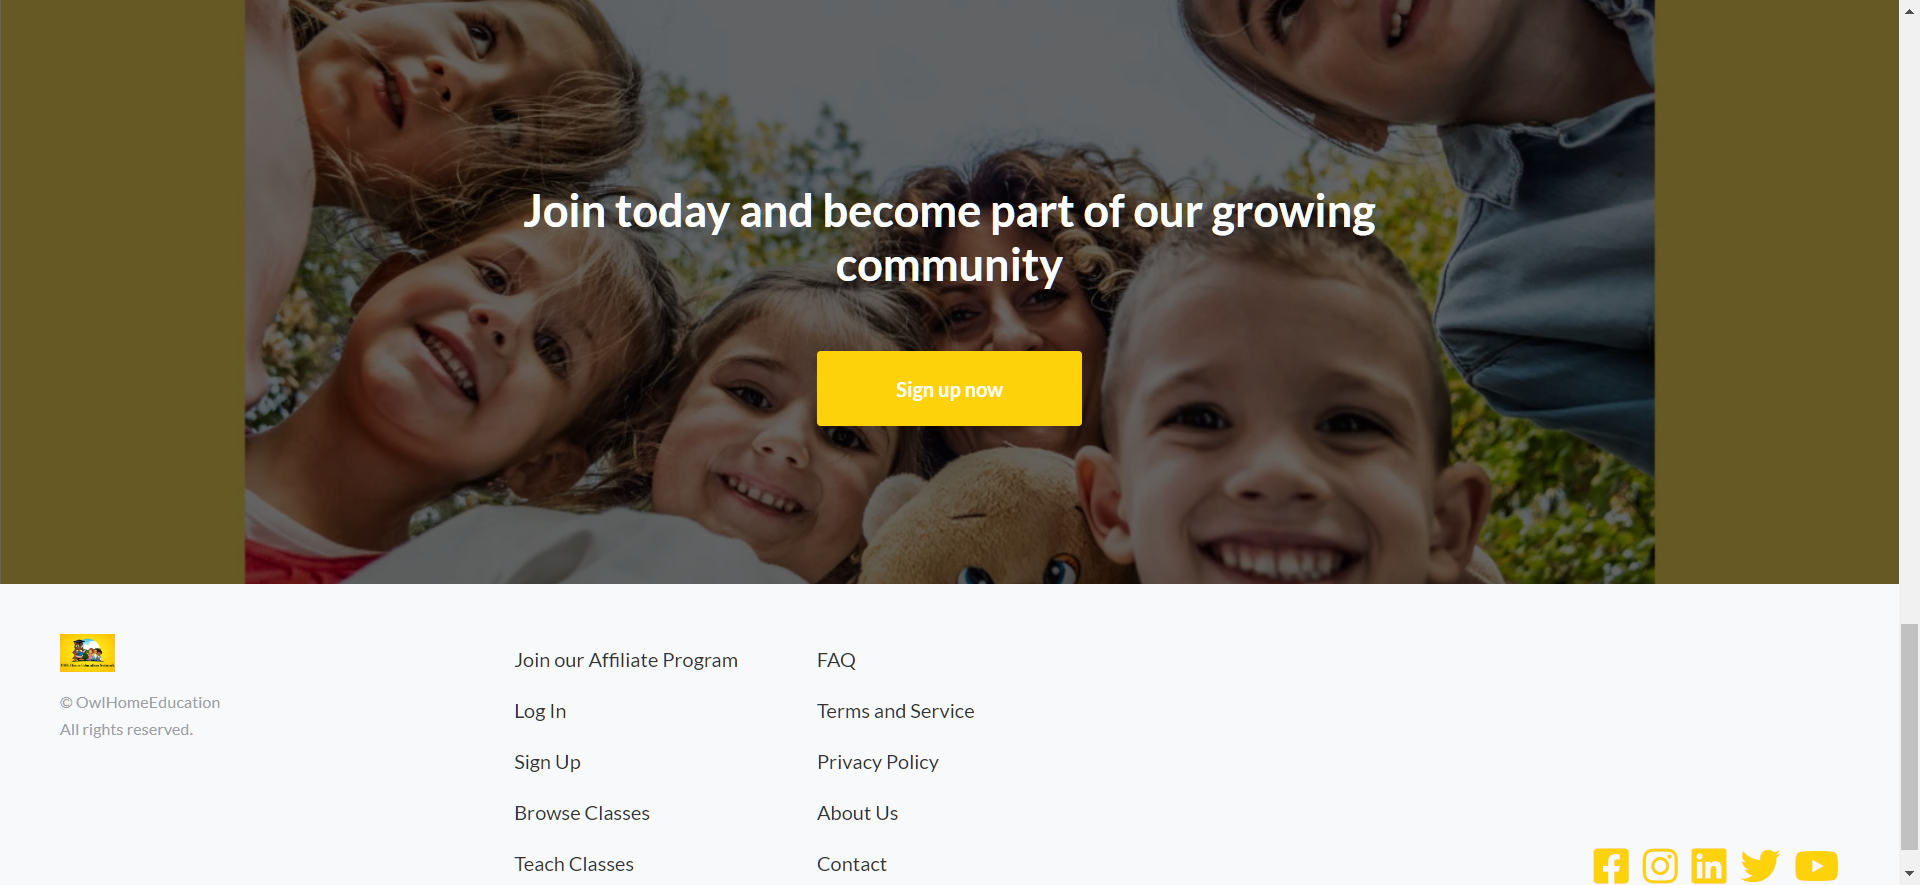 Join today and become part of our growing
community
Sign up now
© OwlHomeEducation
All rights reserved.
Join our Affiliate Program
Log In
Sign Up
Browse Classes
Teach Classes
FAQ
Terms and Service
Privacy Policy
About Us
Contact